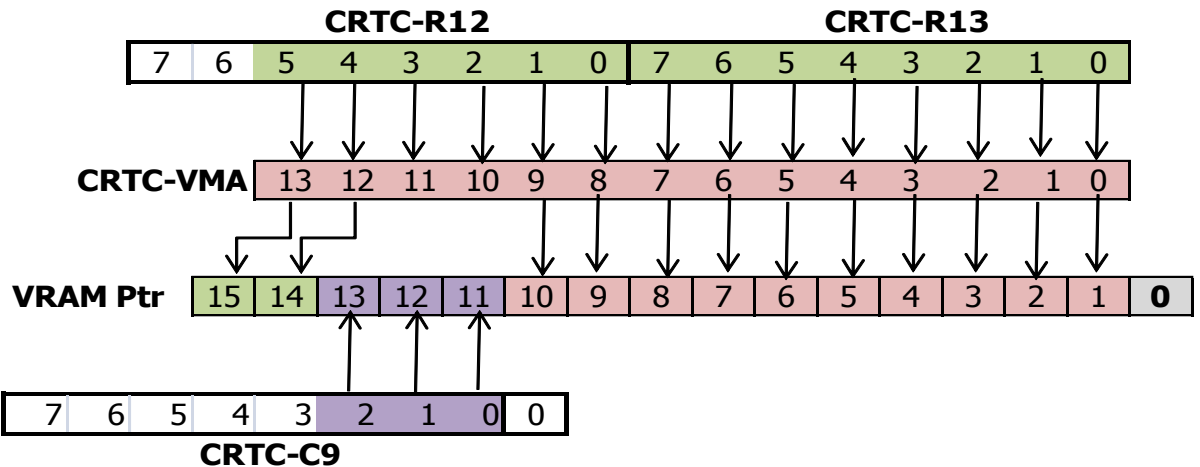 CRTC-R12 CRTC-R13
7 6 5 4 3 2 1 0 7 6 5 4 3 2 1 0
CRTC-VMA 13 12 11 10 9 8 7 6 5 4 3 2 1 0
VRAM Ptr 15 14 13 12 11 10 9 8 7 6 5 4 3 2 1 0
7 6 5 4 3 2 1 0 0
CRTC-C9